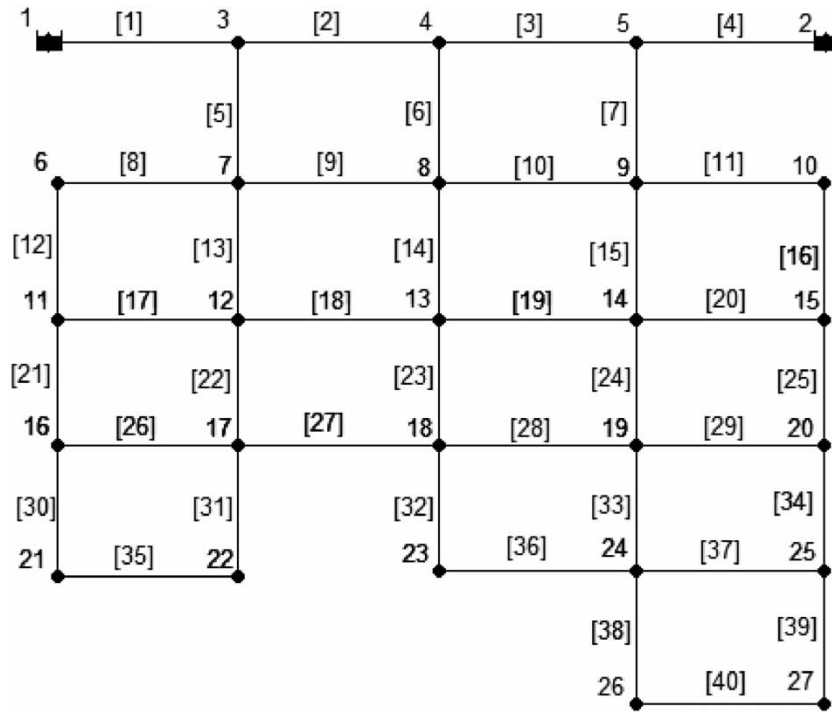 1 [1] 3 [2] 4 [3] 5 [4] 2
[5] [6] [7]
6 [8] 7 [9] 8 [10] 9 [11] 10
[12] [13] [14] [15] [16]
11 [17] 12 [18] 13 [19] 14 [20] 15
[21] [22] [23] [24] [25]
16 [26] 17 [27] 18 [28] 19 [29] 20
[30] [31] [32] [33] [34]
21 [35] 22 23 [36] 24 [37] 25
[38] [39]
26 [40] 27